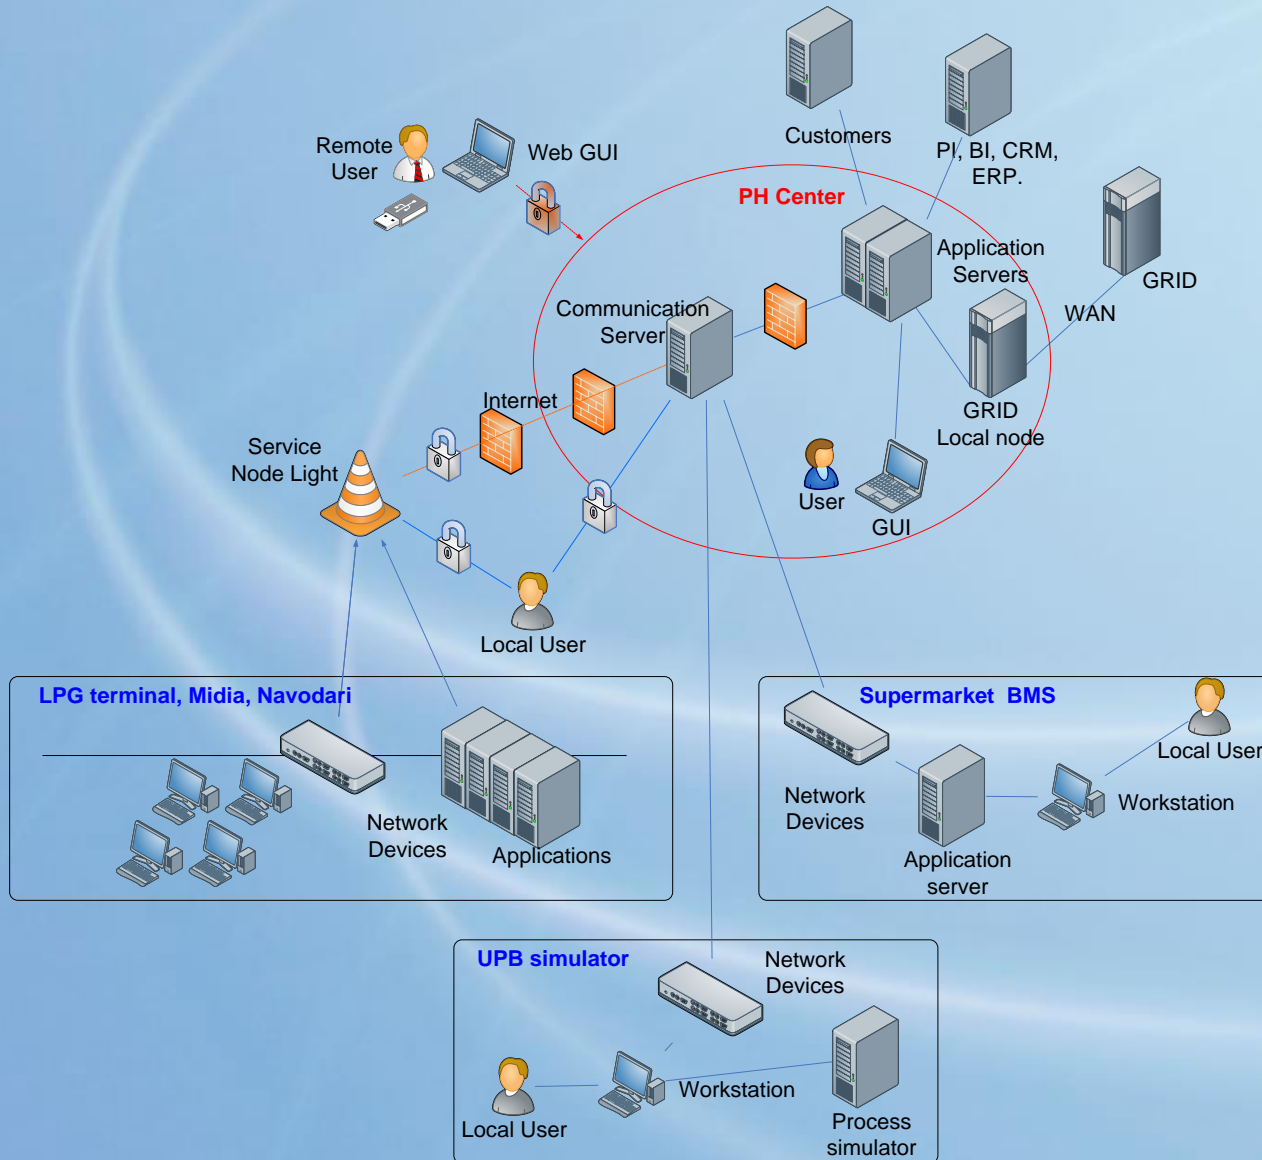 Customers
PI, BI, CRM,
ERP.
Remote
User
Web GUI
PH Center
Application
Servers
GRID
WAN
Communication
Server
Internet
GRID
Local node
Service
Node Light
User
GUI
Local User
LPG terminal, Midia, Navodari
Network
Devices
Applications
Supermarket  BMS
Local User
Network
Devices
Workstation
Application
server
UPB simulator
Network
Devices
Workstation
Local User
Process
simulator